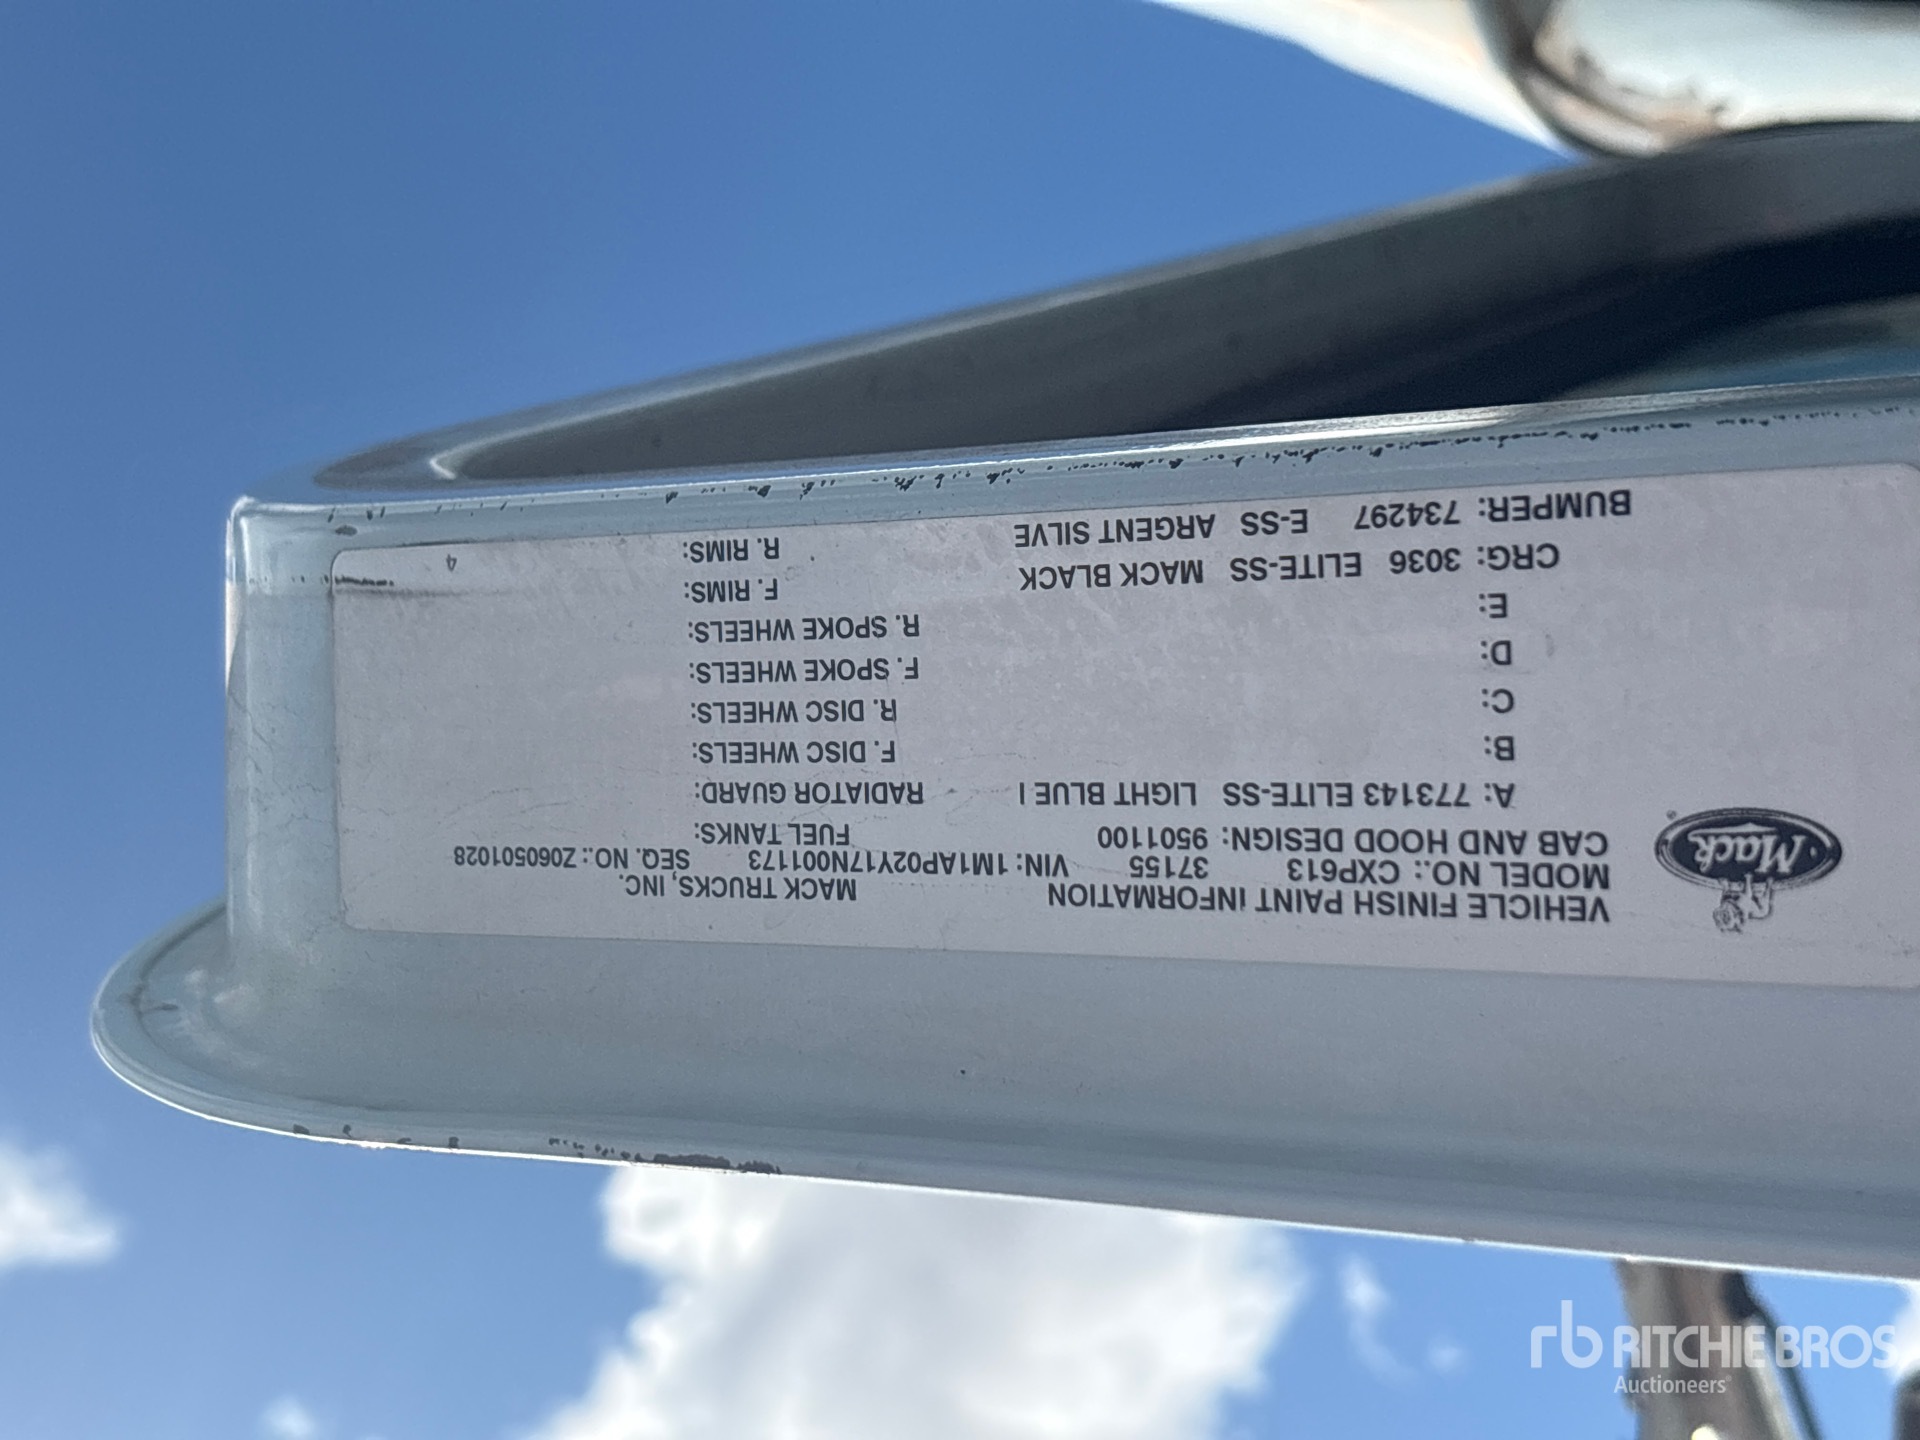 VEHICLE FINISH PAINT INFORMATION MACK TRUCKS, INC.
MODEL NO.: CXP613 37155 VIN: 1M1AP02Y17N001173 SEQ. NO.: Z060501028
CAB AND HOOD DESIGN: 9501100 FUEL TANKS:
A: 773143 ELITE-SS LIGHT BLUE I RADIATOR GUARD:
B: F. DISC WHEELS:
C: R. DISC WHEELS:
D: F. SPOKE WHEELS:
E: R. SPOKE WHEELS:
CRG: 3036 ELITE-SS MACK BLACK F. RIMS:
BUMPER: 734297 E-SS ARGENT SILVE R. RIMS:
4
Mack
®
rb RITCHIE BROS
Auctioneers